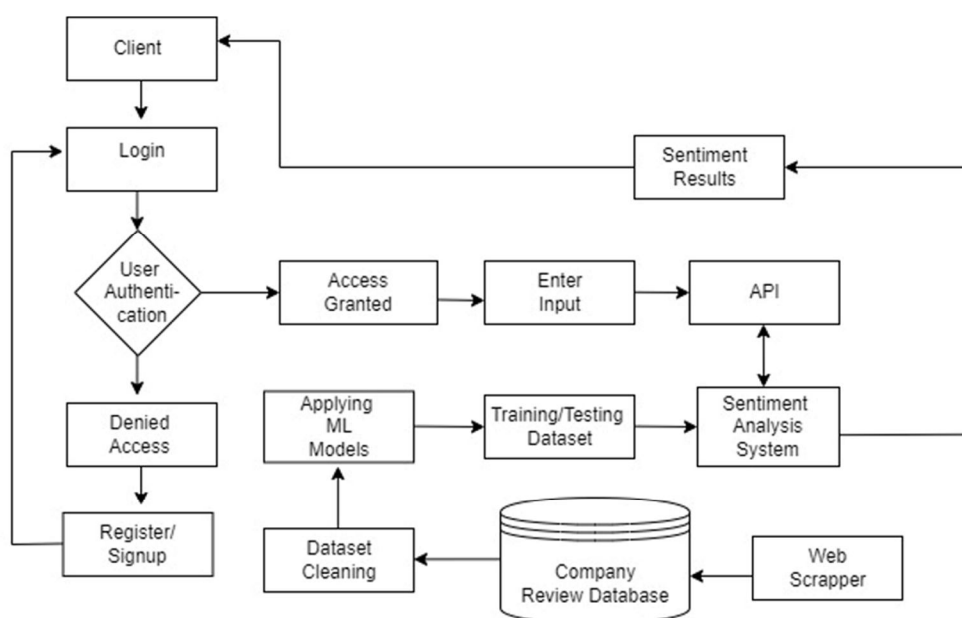 Client
Login
Sentiment
Results
User
Authenti-
cation
Access
Granted
Enter
Input
API
Denied
Access
Applying
ML
Models
Training/Testing
Dataset
Sentiment
Analysis
System
Register/
Signup
Dataset
Cleaning
Company
Review Database
Web
Scrapper